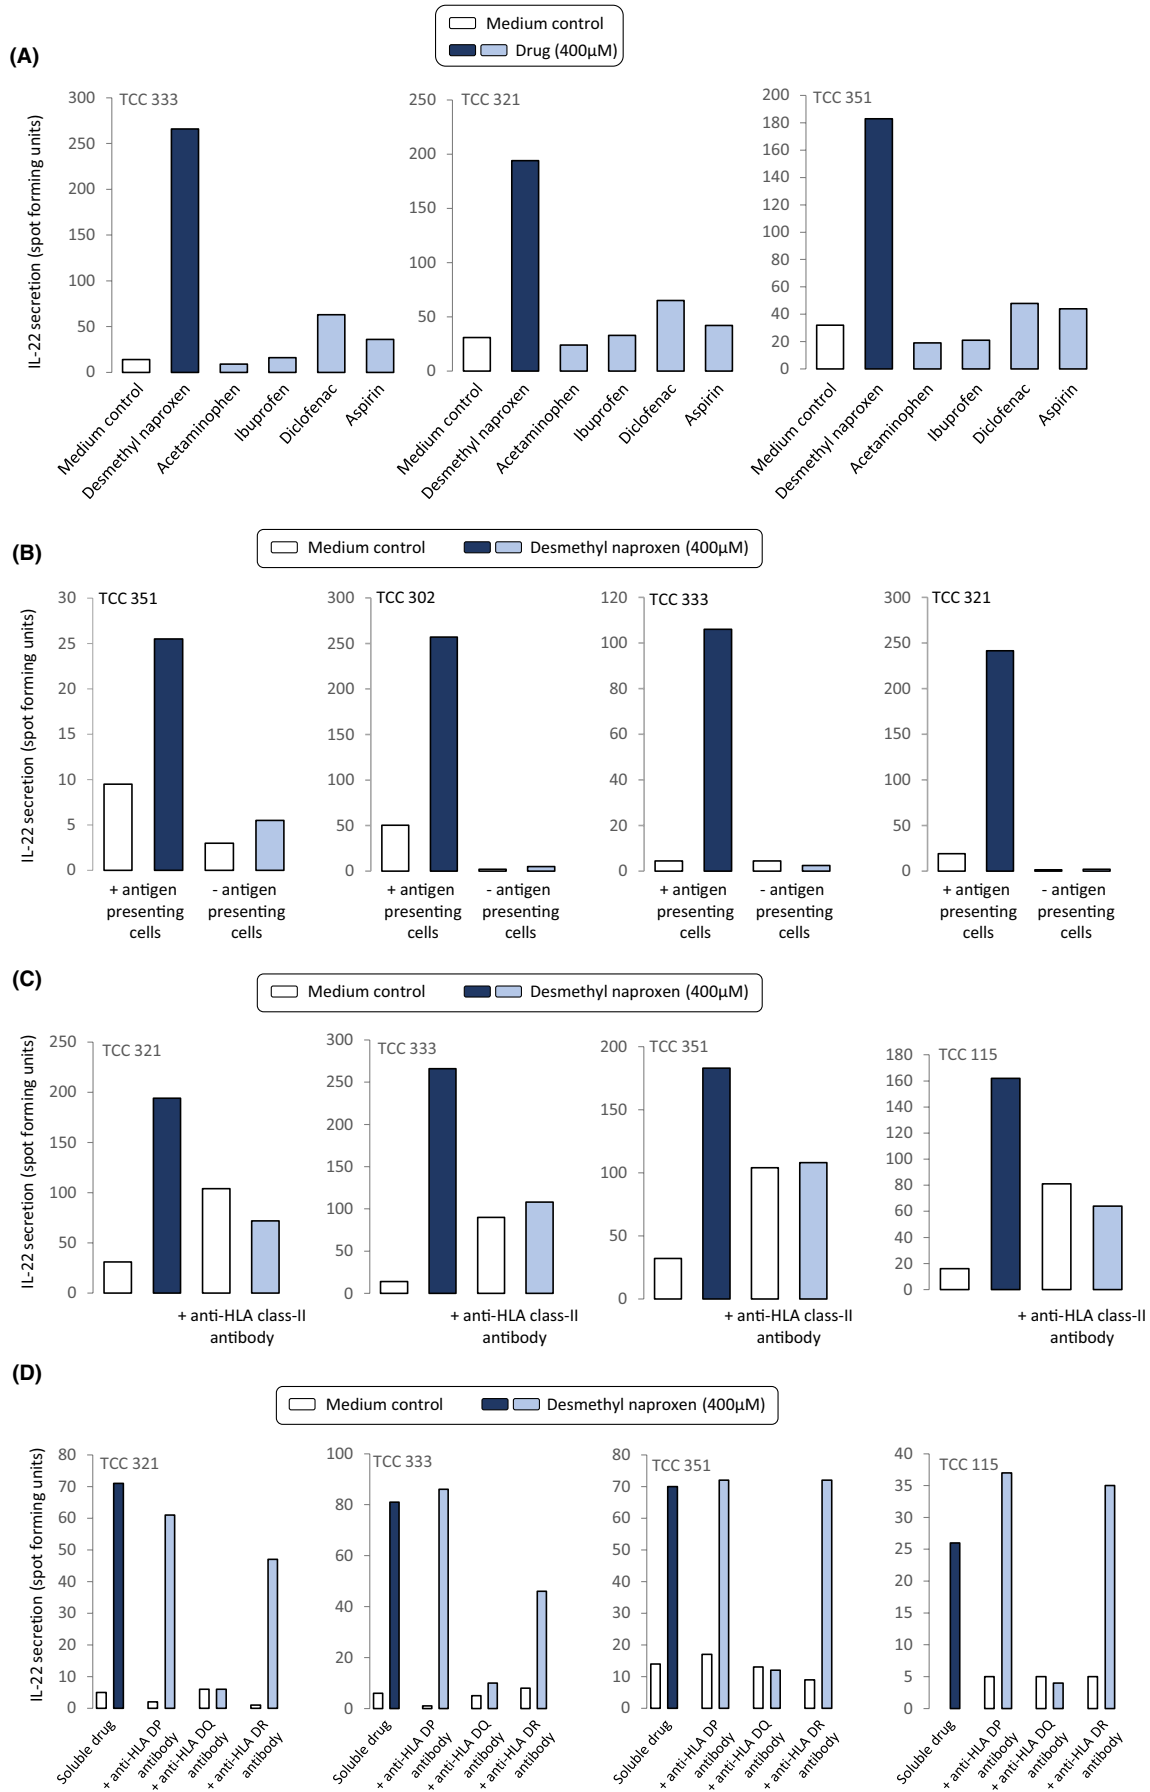 Medium control
Drug (400µM)
(A)
IL-22 secretion (spot forming units)
TCC 333
300
250
200
150
100
50
0
Medium control
Desmethyl naproxen
Acetaminophen
Ibuprofen
Diclofenac
Aspirin
TCC 321
250
200
150
100
50
0
Medium control
Desmethyl naproxen
Acetaminophen
Ibuprofen
Diclofenac
Aspirin
TCC 351
200
180
160
140
120
100
80
60
40
20
0
Medium control
Desmethyl naproxen
Acetaminophen
Ibuprofen
Diclofenac
Aspirin
(B)
Medium control
Desmethyl naproxen (400µM)
IL-22 secretion (spot forming units)
TCC 351
30
25
20
15
10
5
0
+ antigen
presenting
cells
- antigen
presenting
cells
TCC 302
300
250
200
150
100
50
0
+ antigen
presenting
cells
- antigen
presenting
cells
TCC 333
120
100
80
60
40
20
0
+ antigen
presenting
cells
- antigen
presenting
cells
TCC 321
300
250
200
150
100
50
0
+ antigen
presenting
cells
- antigen
presenting
cells
(C)
Medium control
Desmethyl naproxen (400µM)
IL-22 secretion (spot forming units)
TCC 321
250
200
150
100
50
0
+ anti-HLA class-II
antibody
TCC 333
300
250
200
150
100
50
0
+ anti-HLA class-II
antibody
TCC 351
200
150
100
50
0
+ anti-HLA class-II
antibody
TCC 115
180
160
140
120
100
80
60
40
20
0
+ anti-HLA class-II
antibody
(D)
Medium control
Desmethyl naproxen (400µM)
IL-22 secretion (spot forming units)
TCC 321
80
70
60
50
40
30
20
10
0
Soluble drug
+ anti-HLA DP
antibody
+ anti-HLA DQ
antibody
+ anti-HLA DR
antibody
TCC 333
100
80
60
40
20
0
Soluble drug
+ anti-HLA DP
antibody
+ anti-HLA DQ
antibody
+ anti-HLA DR
antibody
TCC 351
80
70
60
50
40
30
20
10
0
Soluble drug
+ anti-HLA DP
antibody
+ anti-HLA DQ
antibody
+ anti-HLA DR
antibody
TCC 115
40
35
30
25
20
15
10
5
0
Soluble drug
+ anti-HLA DP
antibody
+ anti-HLA DQ
antibody
+ anti-HLA DR
antibody